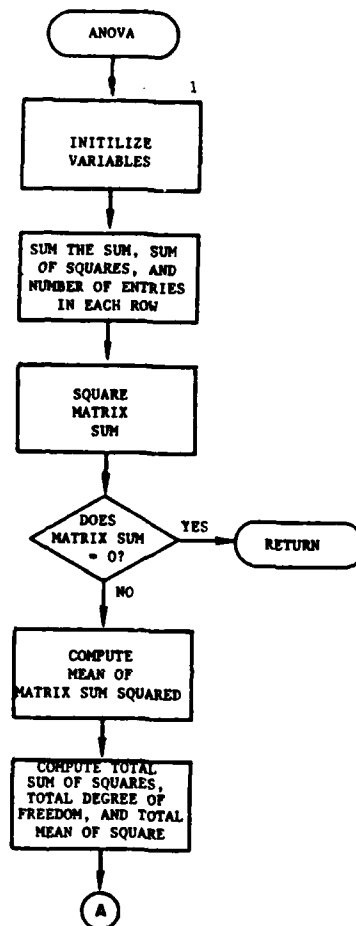 ANOVA
1
INITILIZE
VARIABLES
SUM THE SUM, SUM
OF SQUARES, AND
NUMBER OF ENTRIES
IN EACH ROW
SQUARE
MATRIX
SUM
DOES
MATRIX SUM
= 0?
YES
RETURN
NO
COMPUTE
MEAN OF
MATRIX SUM SQUARED
COMPUTE TOTAL
SUM OF SQUARES,
TOTAL DEGREE OF
FREEDOM, AND TOTAL
MEAN OF SQUARE
A